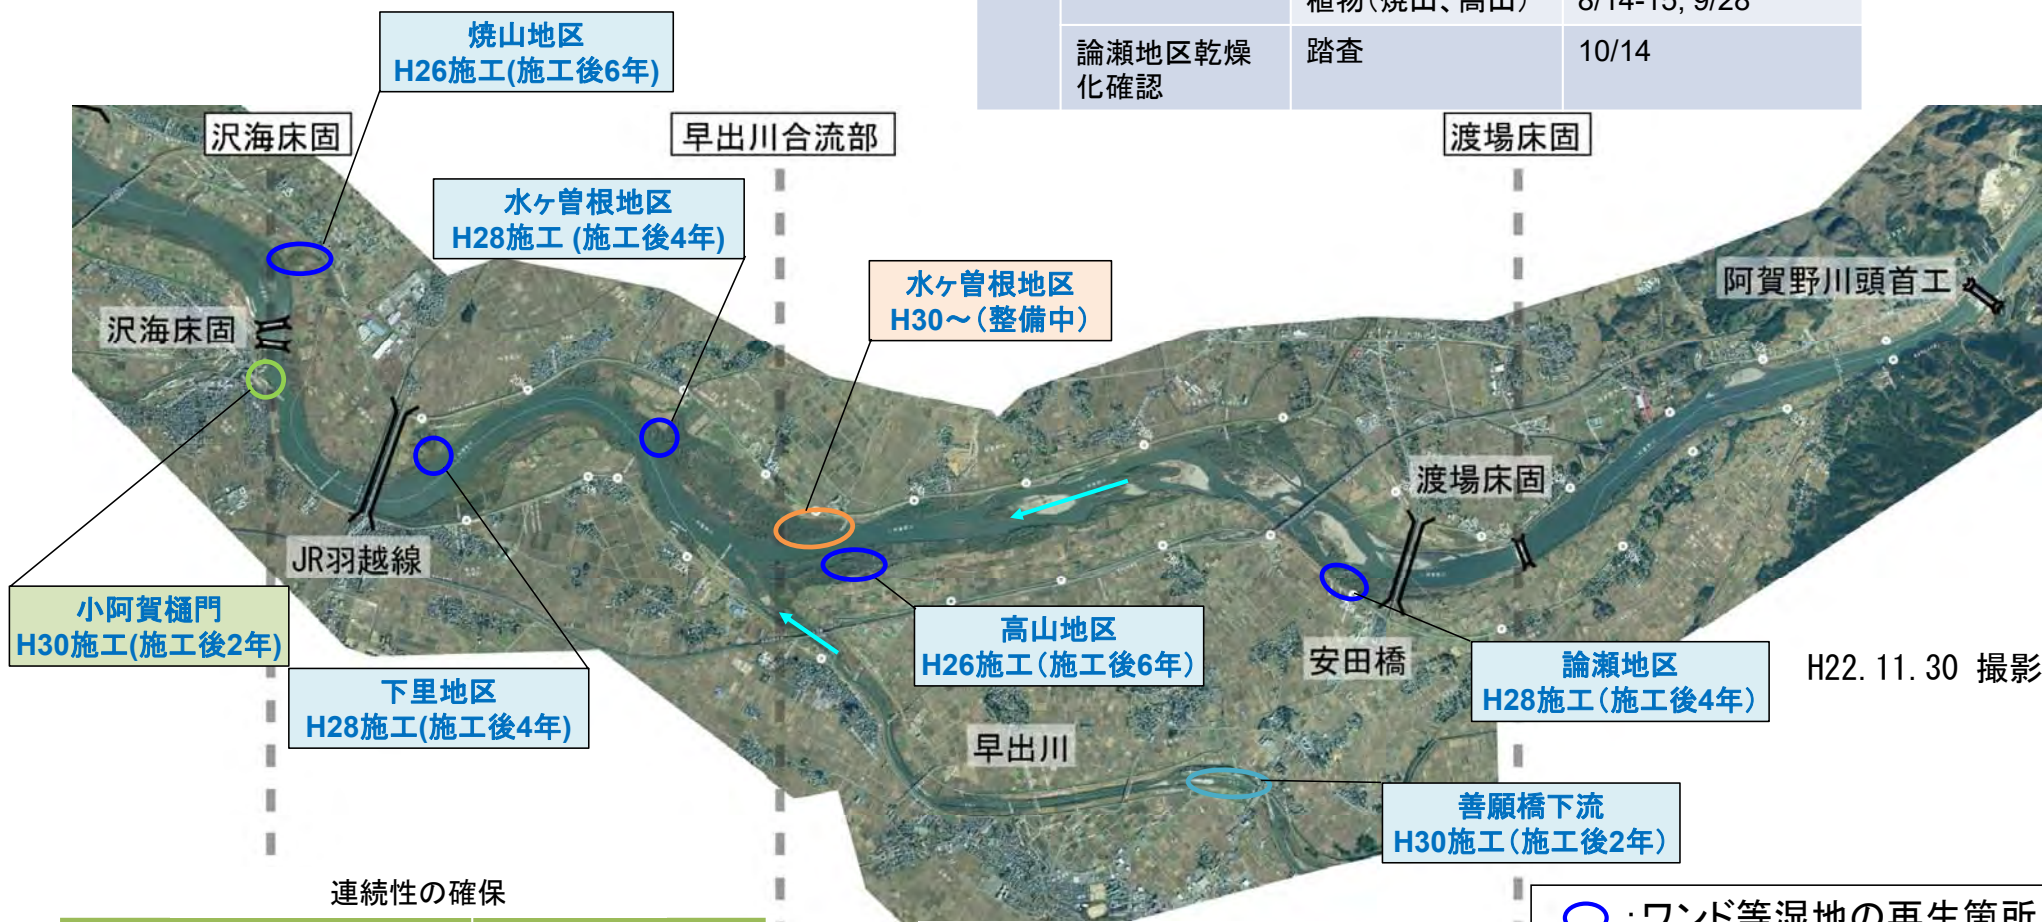 植物(焼山、高山) 8/14-15, 9/28
論瀬地区乾燥 踏査 10/14
化確認
焼山地区
H26施工(施工後6年)
沢海床固
早出川合流部
渡場床固
水ヶ曽根地区
H28施工 (施工後4年)
水ヶ曽根地区
H30～(整備中)
阿賀野川頭首工
沢海床固
渡場床固
JR羽越線
小阿賀樋門
H30施工(施工後2年)
高山地区
H26施工(施工後6年)
安田橋
論瀬地区
H28施工(施工後4年)
H22.11.30 撮影
下里地区
H28施工(施工後4年)
早出川
善願橋下流
H30施工(施工後2年)
連続性の確保
:ワンド等湿地の再生箇所